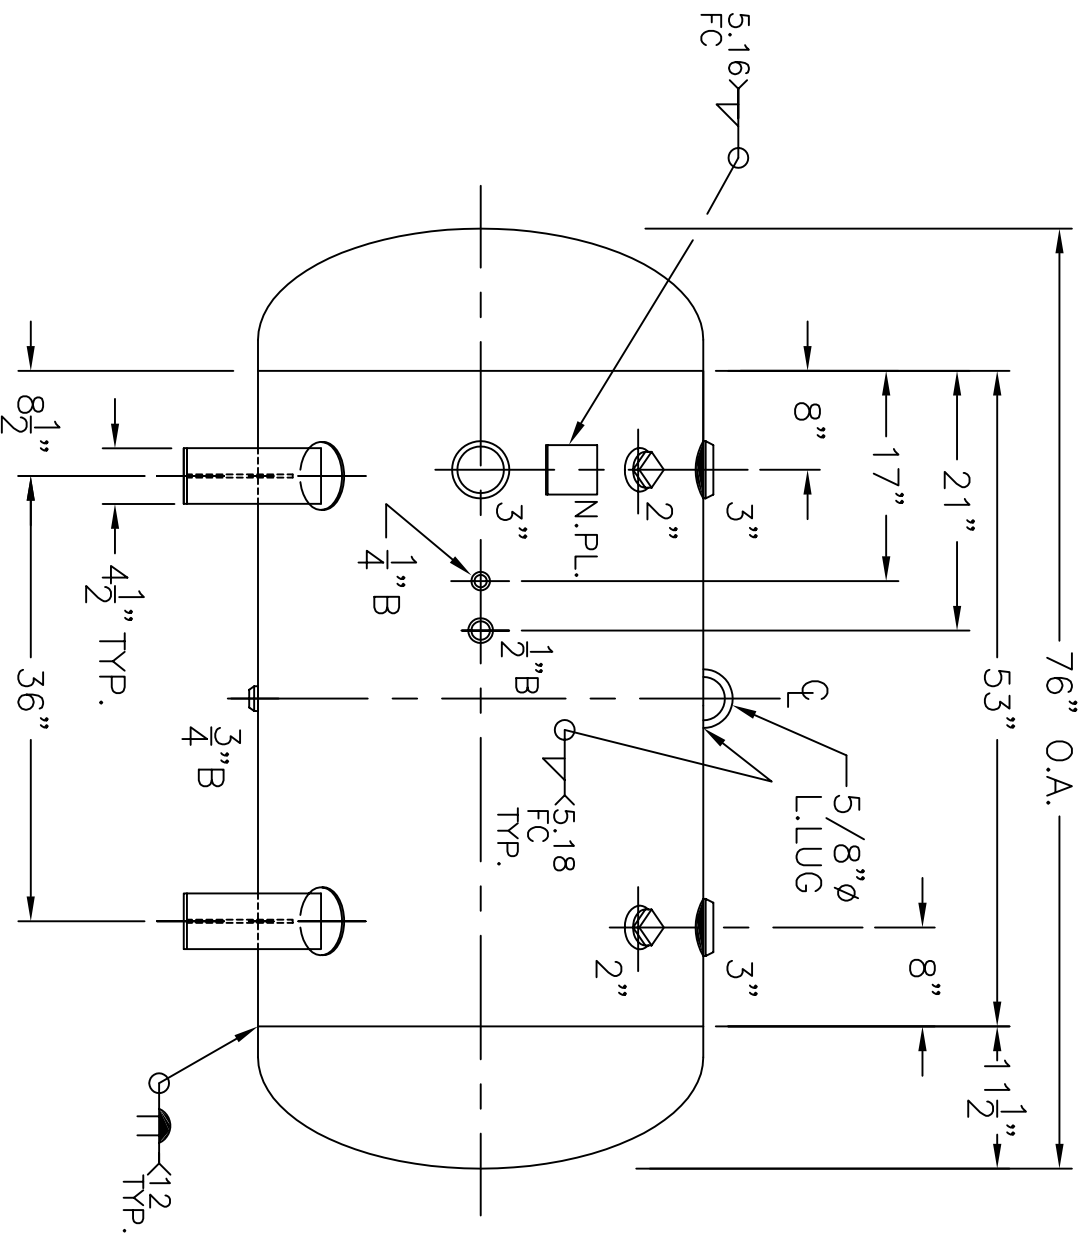 76" O.A.
53"
11 1/2"
21"
17"
8"
8"
5.16
FC
3"
2"
N.PL.
3"
1/4"B
1/2"B
℄
5/8"⌀
L.LUG
5.18
FC
TYP.
3"
2"
3/4"B
8 1/2"
4 1/2" TYP.
36"
12
TYP.